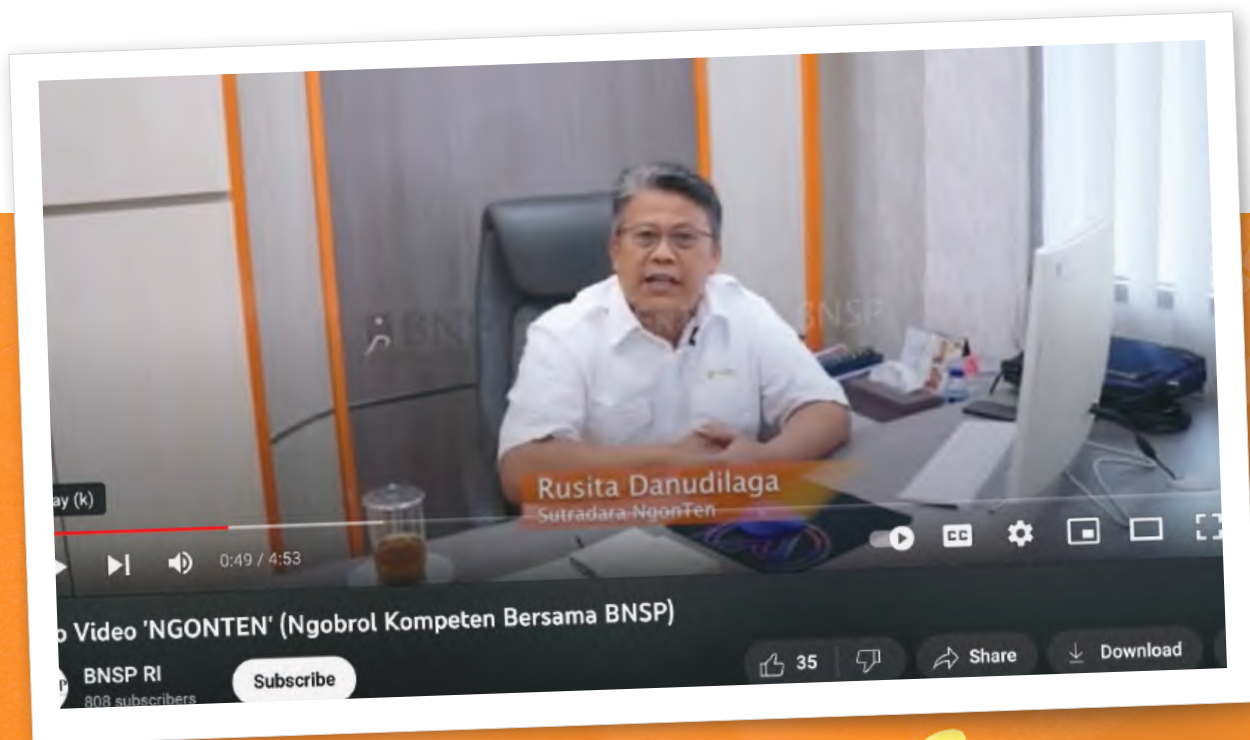 BNSP
Rusita Danudilaga
Sutradara NgonTen
ay (k)
0:49 / 4:53
CC
o Video 'NGONTEN' (Ngobrol Kompeten Bersama BNSP)
BNSP RI
808 subscribers
Subscribe
35
Share
Download